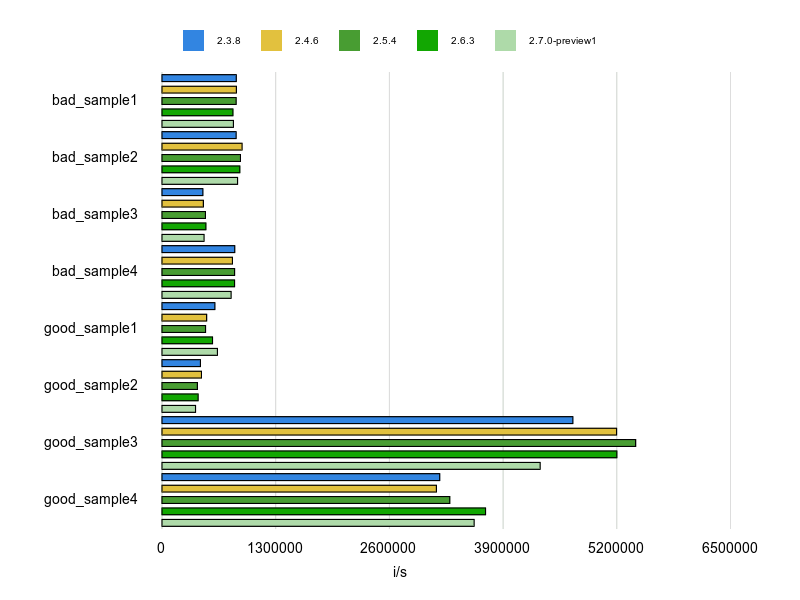 2.3.8 2.4.6 2.5.4 2.6.3 2.7.0-preview1
bad_sample1
bad_sample2
bad_sample3
bad_sample4
good_sample1
good_sample2
good_sample3
good_sample4
0 1300000 2600000 3900000 5200000 6500000
i/s